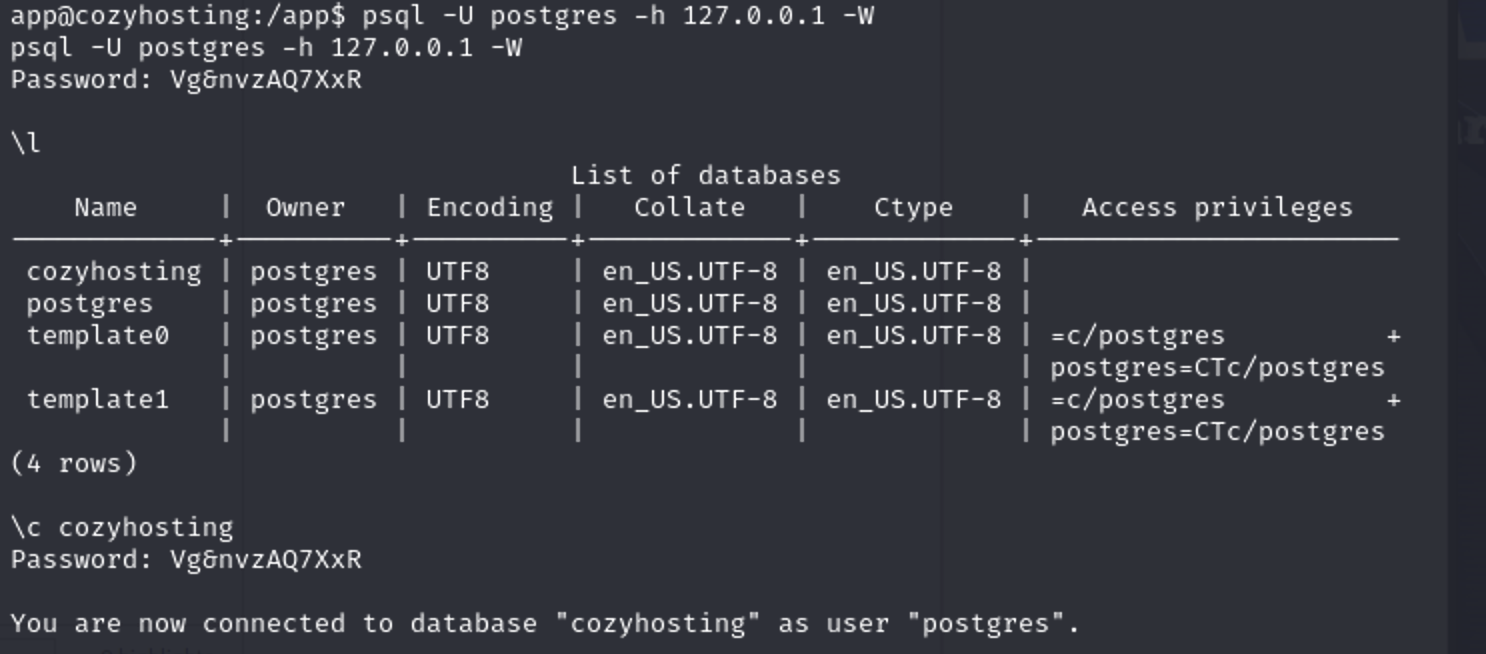 app@cozyhosting:/app$ psql -U postgres -h 127.0.0.1 -W
psql -U postgres -h 127.0.0.1 -W
Password: Vg&nvzAQ7XxR
\l
List of databases
Name | Owner | Encoding | Collate | Ctype | Access privileges
-------------+----------+----------+-------------+-------------+-----------------------
cozyhosting | postgres | UTF8 | en_US.UTF-8 | en_US.UTF-8 |
postgres | postgres | UTF8 | en_US.UTF-8 | en_US.UTF-8 |
template0 | postgres | UTF8 | en_US.UTF-8 | en_US.UTF-8 | =c/postgres +
| | | | | postgres=CTc/postgres
template1 | postgres | UTF8 | en_US.UTF-8 | en_US.UTF-8 | =c/postgres +
| | | | | postgres=CTc/postgres
(4 rows)
\c cozyhosting
Password: Vg&nvzAQ7XxR
You are now connected to database "cozyhosting" as user "postgres".